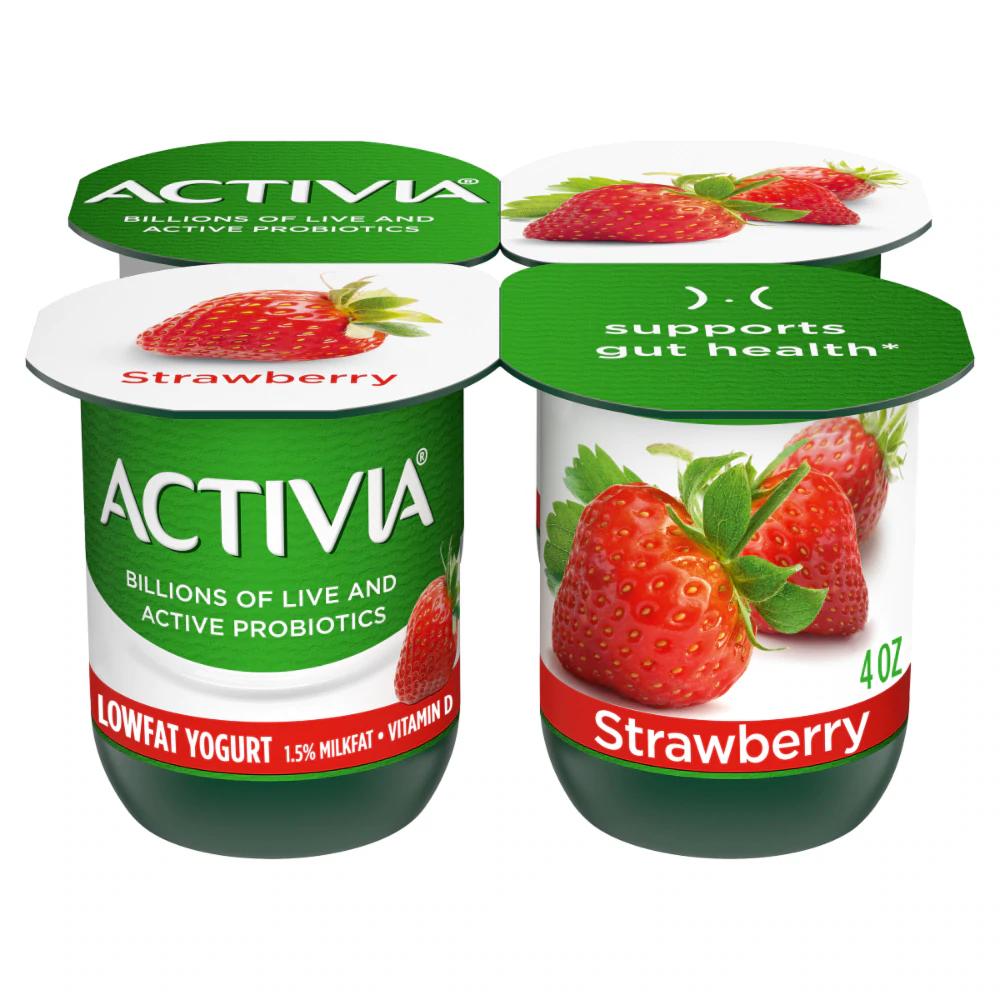 ACTIVIA®
BILLIONS OF LIVE AND
ACTIVE PROBIOTICS
Strawberry
supports
gut health*
ACTIVIA®
BILLIONS OF LIVE AND
ACTIVE PROBIOTICS
LOWFAT YOGURT 1.5% MILKFAT • VITAMIN D
4 OZ
Strawberry